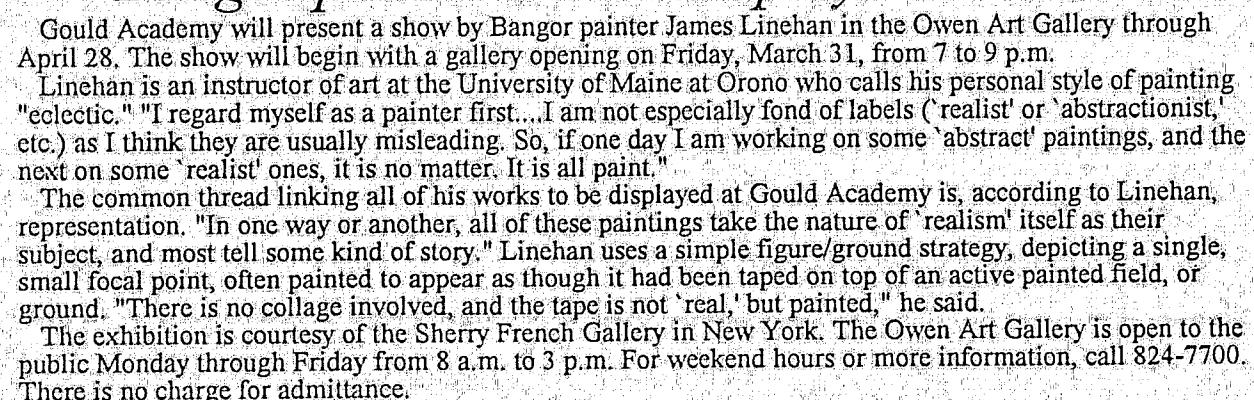 Gould Academy will present a show by Bangor painter James Linehan in the Owen Art Gallery through
April 28. The show will begin with a gallery opening on Friday, March 31, from 7 to 9 p.m.
Linehan is an instructor of art at the University of Maine at Orono who calls his personal style of painting
"eclectic." "I regard myself as a painter first....I am not especially fond of labels (`realist' or `abstractionist,'
etc.) as I think they are usually misleading. So, if one day I am working on some `abstract' paintings, and the
next on some `realist' ones, it is no matter. It is all paint."
The common thread linking all of his works to be displayed at Gould Academy is, according to Linehan,
representation. "In one way or another, all of these paintings take the nature of `realism' itself as their
subject, and most tell some kind of story." Linehan uses a simple figure/ground strategy, depicting a single,
small focal point, often painted to appear as though it had been taped on top of an active painted field, or
ground. "There is no collage involved, and the tape is not `real,' but painted," he said.
The exhibition is courtesy of the Sherry French Gallery in New York. The Owen Art Gallery is open to the
public Monday through Friday from 8 a.m. to 3 p.m. For weekend hours or more information, call 824-7700.
There is no charge for admittance.